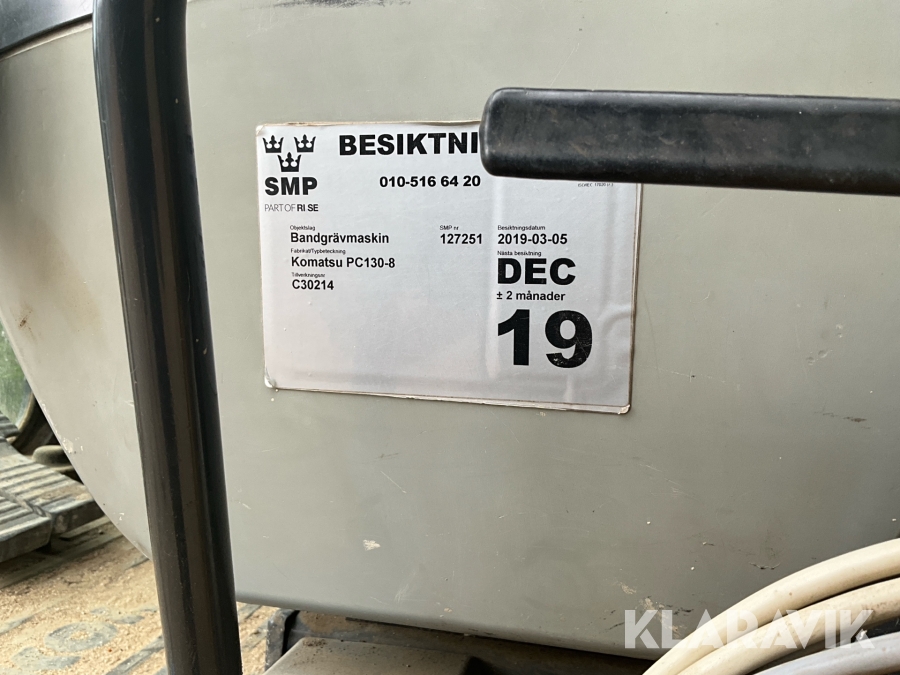 BESIKTNI
SMP
010-516 64 20
PART OF RI.SE
Objektslag
Bandgrävmaskin
SMP nr
127251
Besiktningsdatum
2019-03-05
Fabrikat/Typbeteckning
Komatsu PC130-8
Nästa besiktning
DEC
Tillverkningsnr
C30214
± 2 månader
19
KLARAVIK